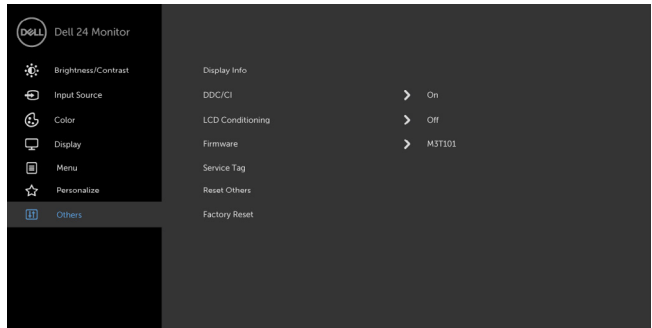 DELL Dell 24 Monitor
Brightness/Contrast
Input Source
Color
Display
Menu
Personalize
Others
Display Info
DDC/CI On
LCD Conditioning Off
Firmware M3T101
Service Tag
Reset Others
Factory Reset